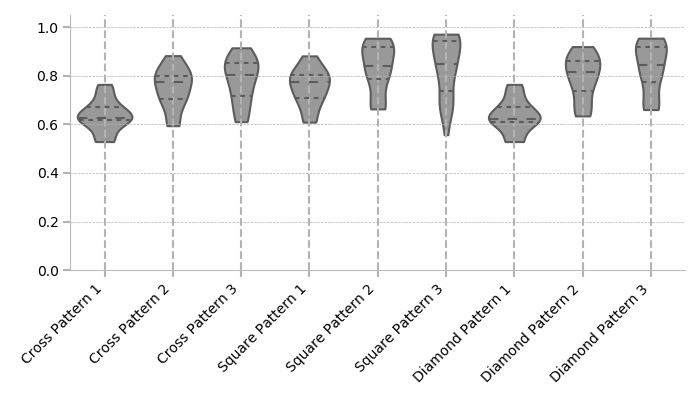 1.0
0.8
0.6
0.4
0.2
0.0
Cross Pattern 1
Cross Pattern 2
Cross Pattern 3
Square Pattern 1
Square Pattern 2
Square Pattern 3
Diamond Pattern 1
Diamond Pattern 2
Diamond Pattern 3